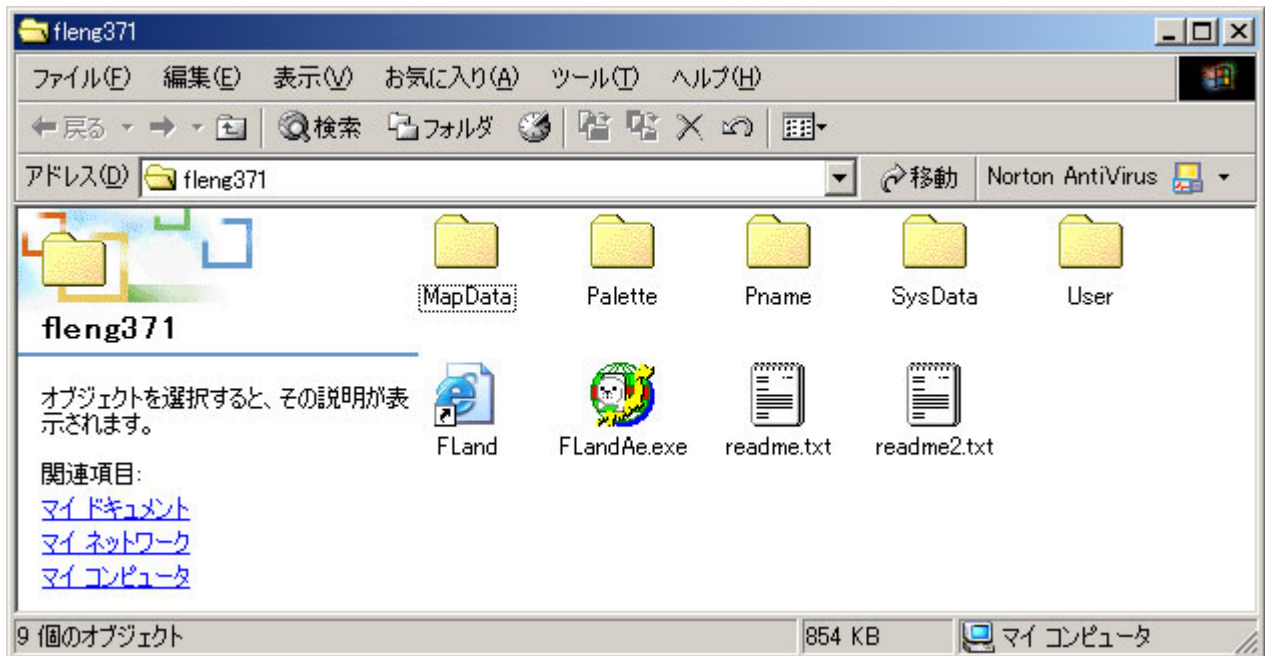 fleng371
ファイル(F) 編集(E) 表示(V) お気に入り(A) ツール(T) ヘルプ(H)
戻る 検索 フォルダ
アドレス(D) fleng371 移動 Norton AntiVirus
MapData Palette Pname SysData User
fleng371
オブジェクトを選択すると、その説明が表
示されます。
FLand FLandAe.exe readme.txt readme2.txt
関連項目:
マイ ドキュメント
マイ ネットワーク
マイ コンピュータ
9 個のオブジェクト 854 KB マイ コンピュータ